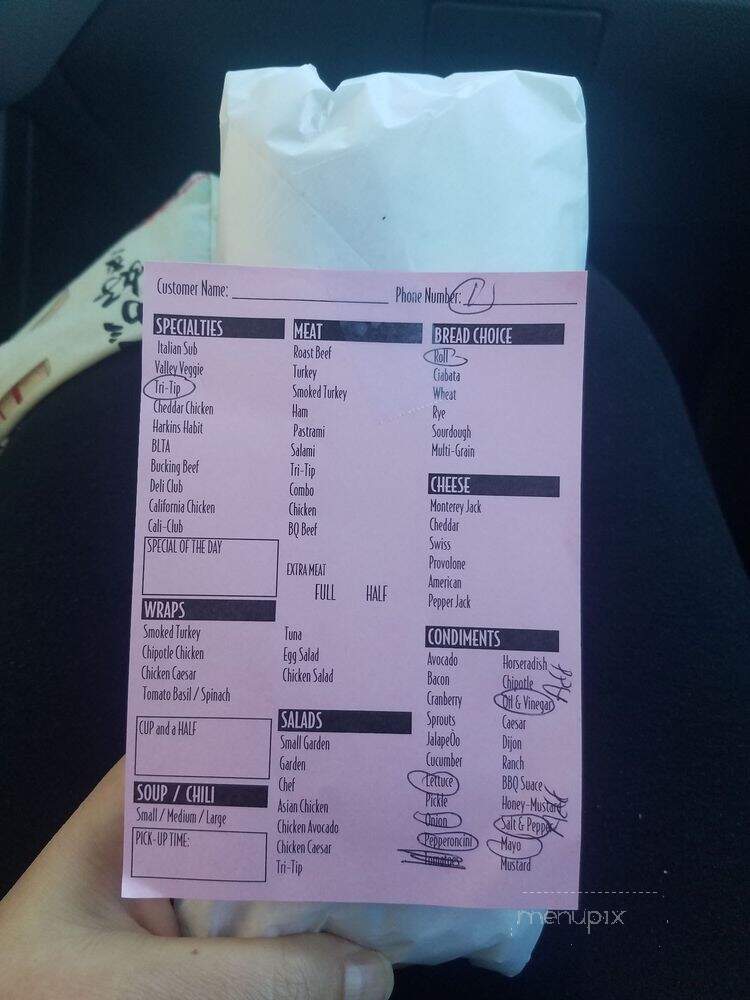 Customer Name:
Phone Number:
SPECIALTIES
Italian Sub
Valley Veggie
Tri-Tip
Cheddar Chicken
Harkins Habit
BLTA
Bucking Beef
Deli Club
California Chicken
Cali-Club
SPECIAL OF THE DAY
WRAPS
Smoked Turkey
Chipotle Chicken
Chicken Caesar
Tomato Basil / Spinach
CUP and a HALF
SOUP / CHILI
Small / Medium / Large
PICK-UP TIME:
MEAT
Roast Beef
Turkey
Smoked Turkey
Ham
Pastrami
Salami
Tri-Tip
Combo
Chicken
BQ Beef
EXTRA MEAT
FULL HALF
Tuna
Egg Salad
Chicken Salad
SALADS
Small Garden
Garden
Chef
Asian Chicken
Chicken Avocado
Chicken Caesar
Tri-Tip
BREAD CHOICE
Roll
Ciabata
Wheat
Rye
Sourdough
Multi-Grain
CHEESE
Monterey Jack
Cheddar
Swiss
Provolone
American
Pepper Jack
CONDIMENTS
Avocado
Bacon
Cranberry
Sprouts
JalapeÕo
Cucumber
Lettuce
Pickle
Onion
Pepperoncini
Tomatoes
Horseradish
Chipotle
Oil & Vinegar
Caesar
Dijon
Ranch
BBQ Suace
Honey-Mustard
Salt & Pepper
Mayo
Mustard
menupix